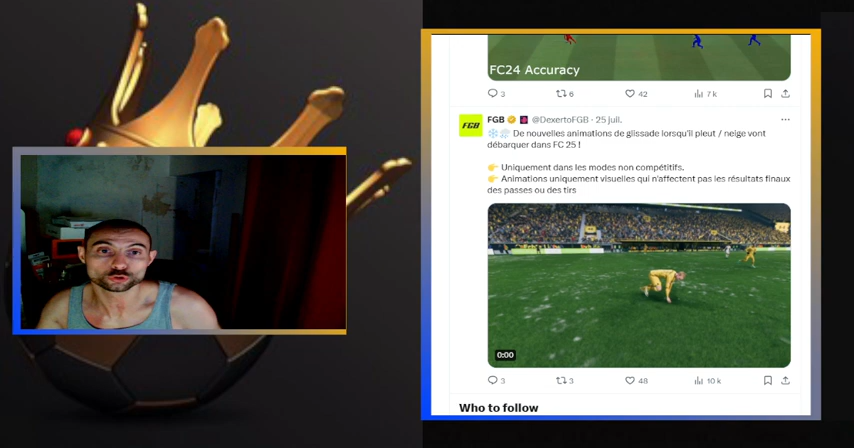 FC24 Accuracy
3 6 42 7 k
FGB
FGB @DexertoFGB · 25 juil.
De nouvelles animations de glissade lorsqu'il pleut / neige vont
débarquer dans FC 25 !
Uniquement dans les modes non compétitifs.
Animations uniquement visuelles qui n'affectent pas les résultats finaux
des passes ou des tirs
0:00
3 3 48 10 k
Who to follow